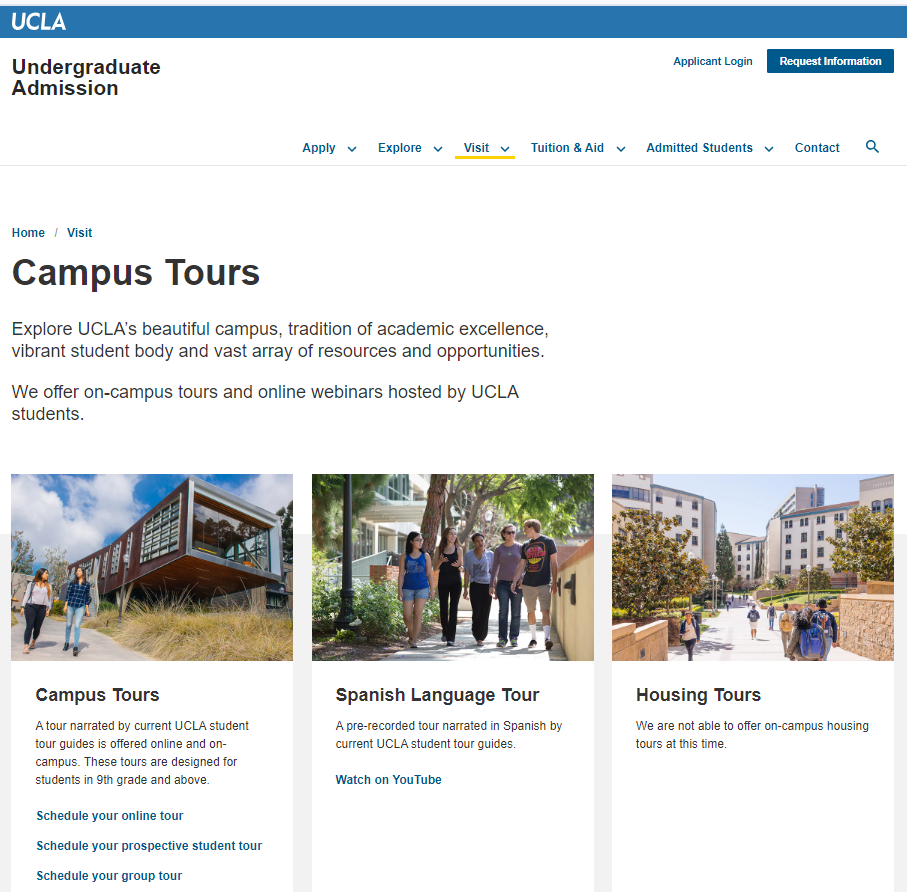 UCLA
Undergraduate
Admission
Applicant Login
Request Information
Apply
Explore
Visit
Tuition & Aid
Admitted Students
Contact
Home / Visit
Campus Tours
Explore UCLA's beautiful campus, tradition of academic excellence,
vibrant student body and vast array of resources and opportunities.
We offer on-campus tours and online webinars hosted by UCLA
students.
Campus Tours
A tour narrated by current UCLA student
tour guides is offered online and on-
campus. These tours are designed for
students in 9th grade and above.
Schedule your online tour
Schedule your prospective student tour
Schedule your group tour
Spanish Language Tour
A pre-recorded tour narrated in Spanish by
current UCLA student tour guides.
Watch on YouTube
Housing Tours
We are not able to offer on-campus housing
tours at this time.